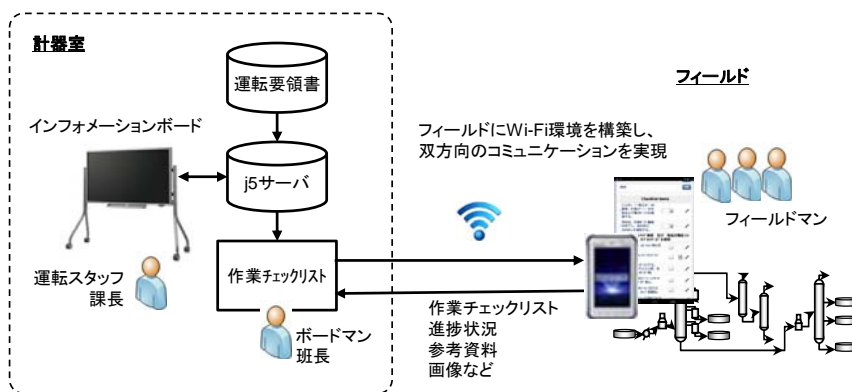 計器室
運転要領書
インフォメーションボード
j5サーバ
運転スタッフ
課長
作業チェックリスト
ボードマン
班長
フィールド
フィールドにWi-Fi環境を構築し、
双方向のコミュニケーションを実現
フィールドマン
作業チェックリスト
進捗状況
参考資料
画像など